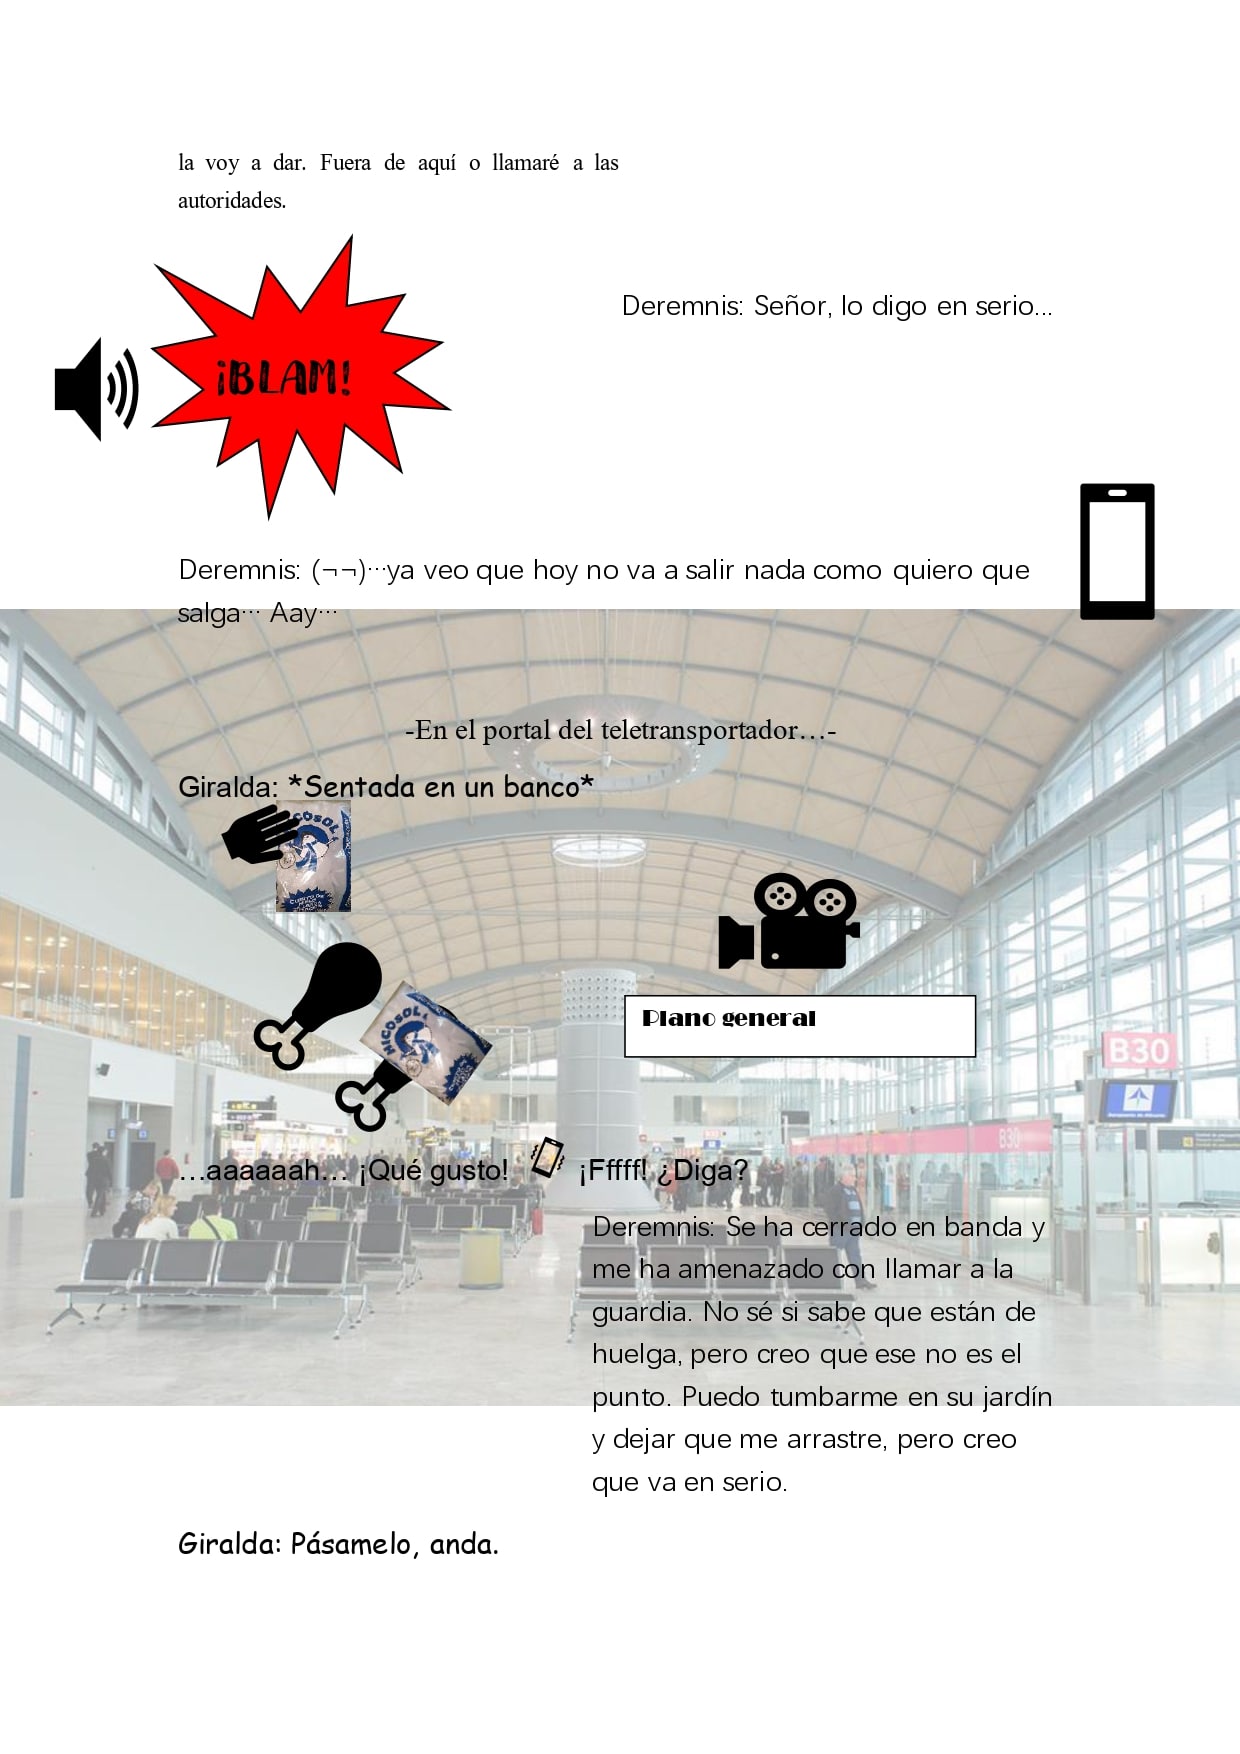 la voy a dar. Fuera de aquí o llamaré a las
autoridades.
Deremnis: Señor, lo digo en serio...
¡BLAM!
Deremnis: (¬¬)…ya veo que hoy no va a salir nada como quiero que
salga… Aay…
-En el portal del teletransportador…-
Giralda: *Sentada en un banco*
Plano general
NICOSOL
B30
B30
…aaaaaah… ¡Qué gusto! ¡Fffff! ¿Diga?
Deremnis: Se ha cerrado en banda y
me ha amenazado con llamar a la
guardia. No sé si sabe que están de
huelga, pero creo que ese no es el
punto. Puedo tumbarme en su jardín
y dejar que me arrastre, pero creo
que va en serio.
Giralda: Pásamelo, anda.